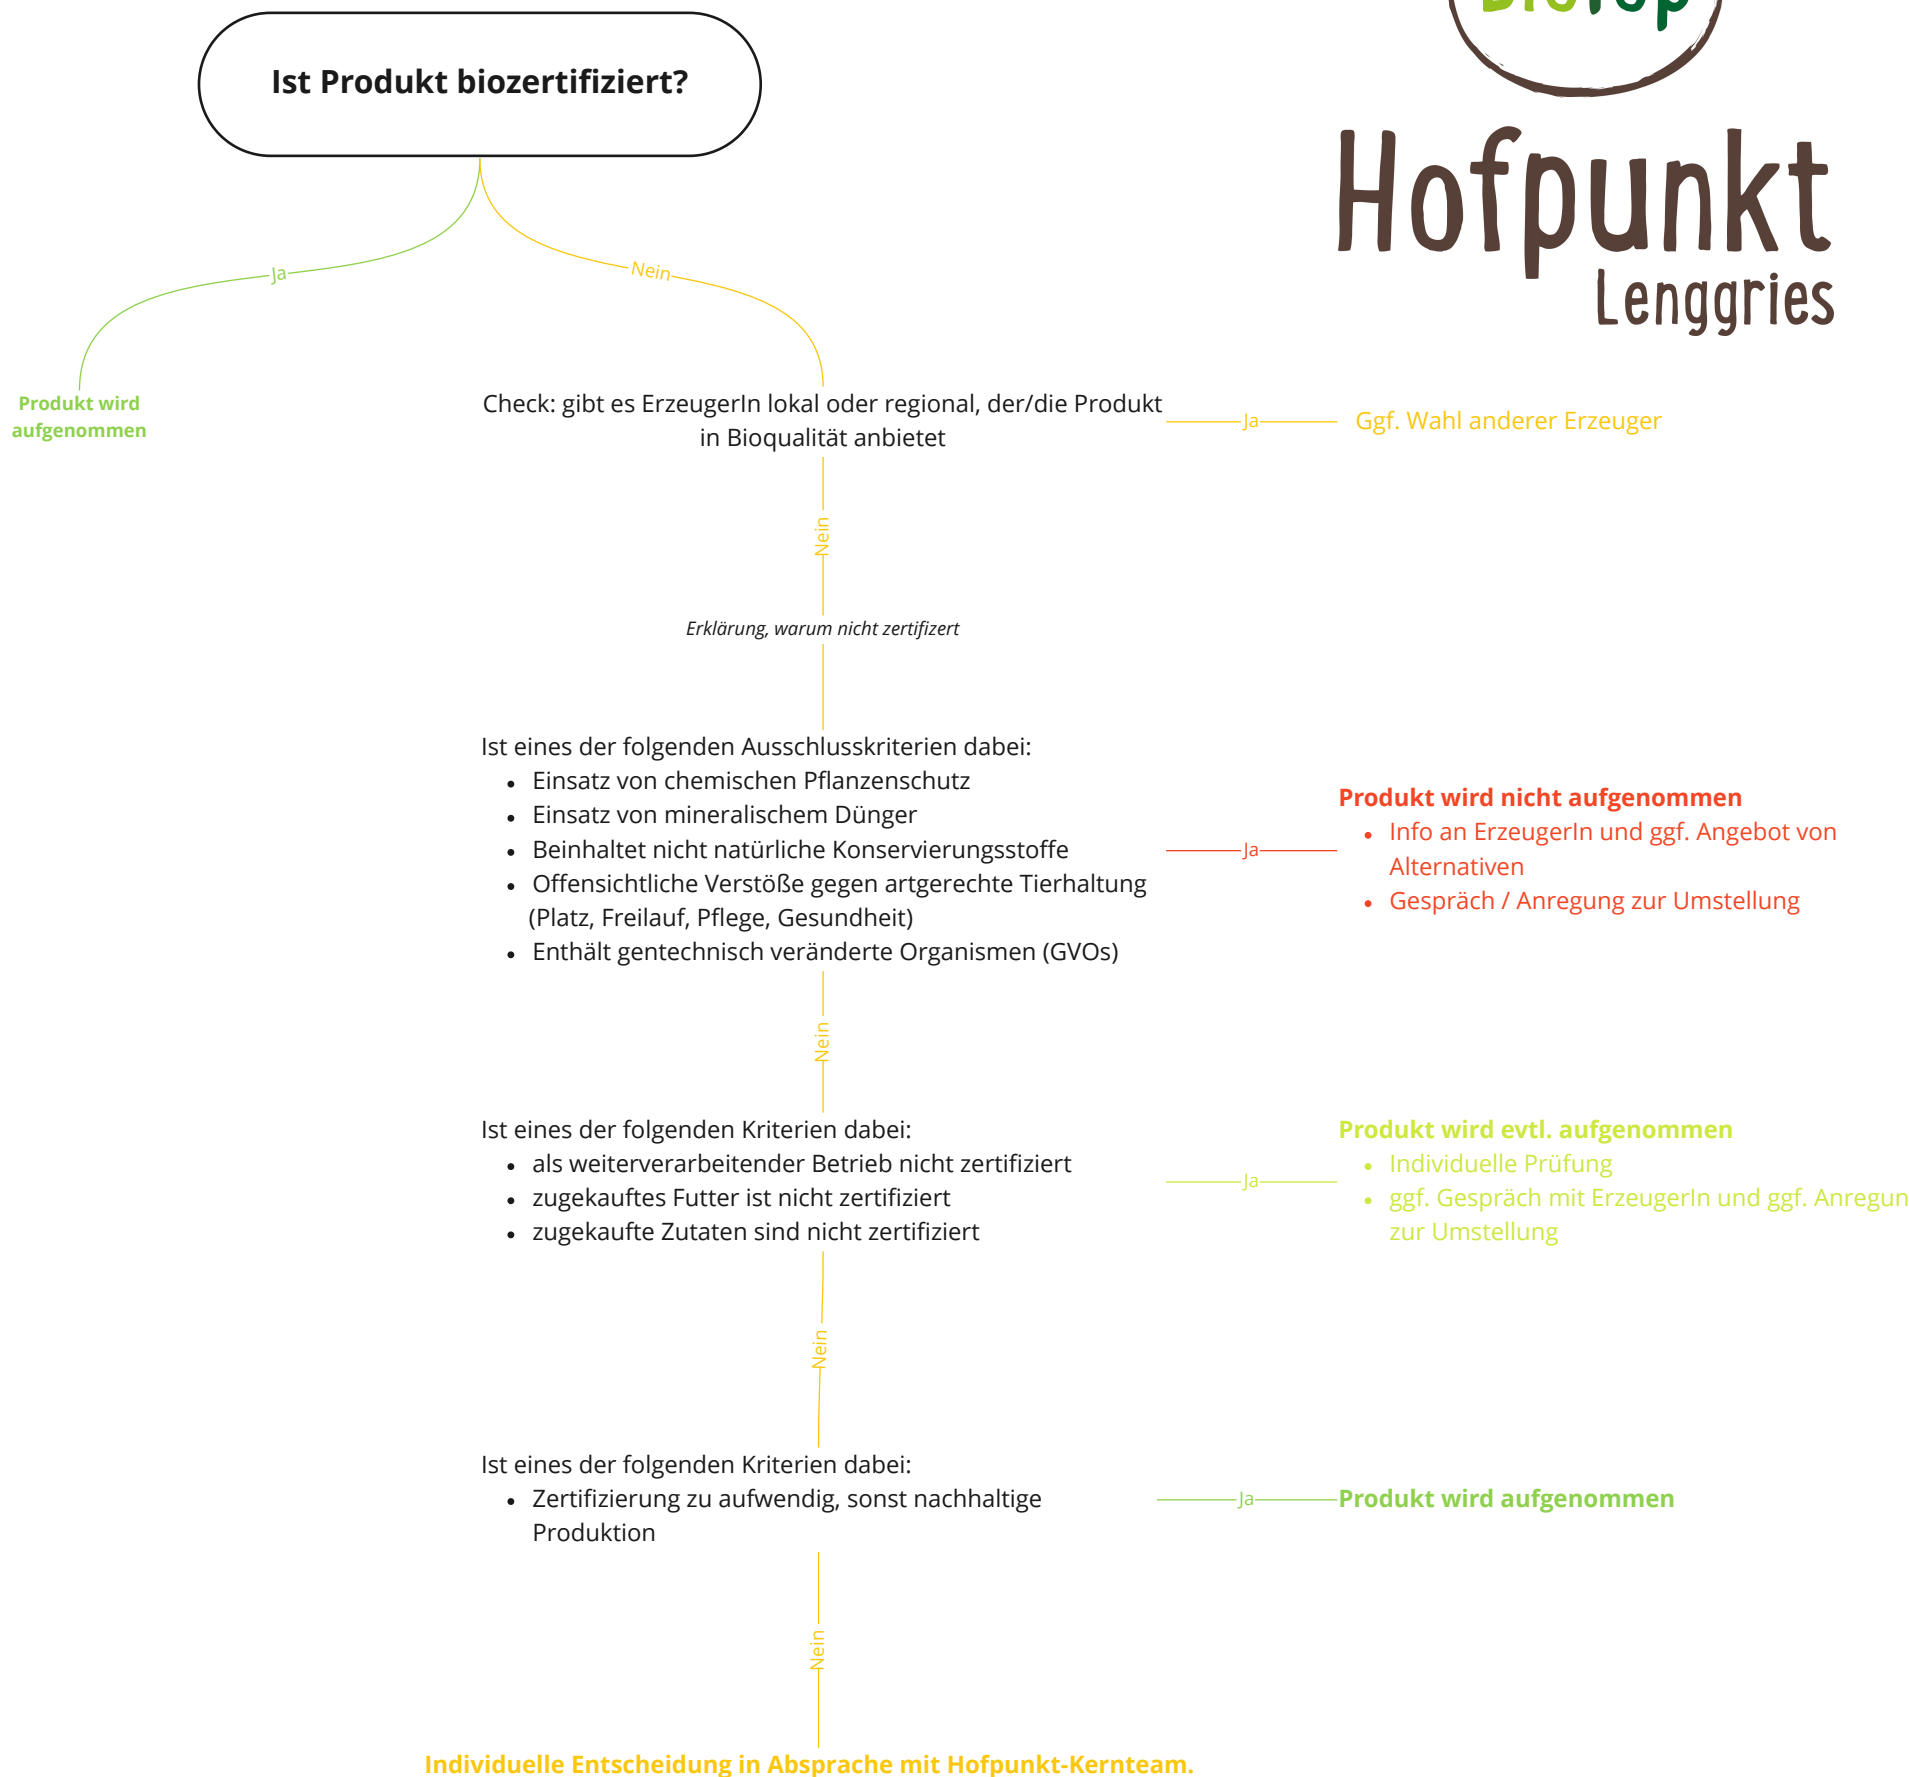 BioTop
Ist Produkt biozertifiziert?
Hofpunkt
Lenggries
Ja
Nein
Produkt wird
aufgenommen
Check: gibt es ErzeugerIn lokal oder regional, der/die Produkt
in Bioqualität anbietet
Ja
Ggf. Wahl anderer Erzeuger
Nein
Erklärung, warum nicht zertifizert
Ist eines der folgenden Ausschlusskriterien dabei:
• Einsatz von chemischen Pflanzenschutz
• Einsatz von mineralischem Dünger
• Beinhaltet nicht natürliche Konservierungsstoffe
• Offensichtliche Verstöße gegen artgerechte Tierhaltung
(Platz, Freilauf, Pflege, Gesundheit)
• Enthält gentechnisch veränderte Organismen (GVOs)
Ja
Produkt wird nicht aufgenommen
• Info an ErzeugerIn und ggf. Angebot von
Alternativen
• Gespräch / Anregung zur Umstellung
Nein
Ist eines der folgenden Kriterien dabei:
• als weiterverarbeitender Betrieb nicht zertifiziert
• zugekauftes Futter ist nicht zertifiziert
• zugekaufte Zutaten sind nicht zertifiziert
Ja
Produkt wird evtl. aufgenommen
• Individuelle Prüfung
• ggf. Gespräch mit ErzeugerIn und ggf. Anregun
zur Umstellung
Nein
Ist eines der folgenden Kriterien dabei:
• Zertifizierung zu aufwendig, sonst nachhaltige
Produktion
Ja
Produkt wird aufgenommen
Nein
Individuelle Entscheidung in Absprache mit Hofpunkt-Kernteam.